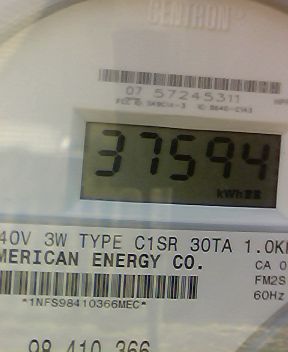 CENTRON
07 57245311
37594
kWh
40V 3W TYPE C1SR 30TA 1.0K
MERICAN ENERGY CO.
CA 0
FM2S
60Hz
*1NFS98410366MEC*
98 410 366